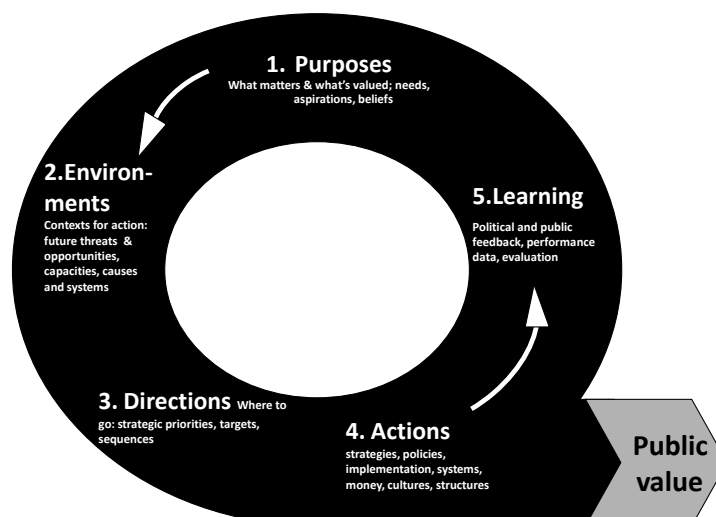 1. Purposes
What matters & what's valued; needs,
aspirations, beliefs
2.Environ-
ments
Contexts for action:
future threats &
opportunities,
capacities, causes
and systems
3. Directions Where to
go: strategic priorities, targets,
sequences
4. Actions
strategies, policies,
implementation, systems,
money, cultures, structures
5.Learning
Political and public
feedback, performance
data, evaluation
Public
value